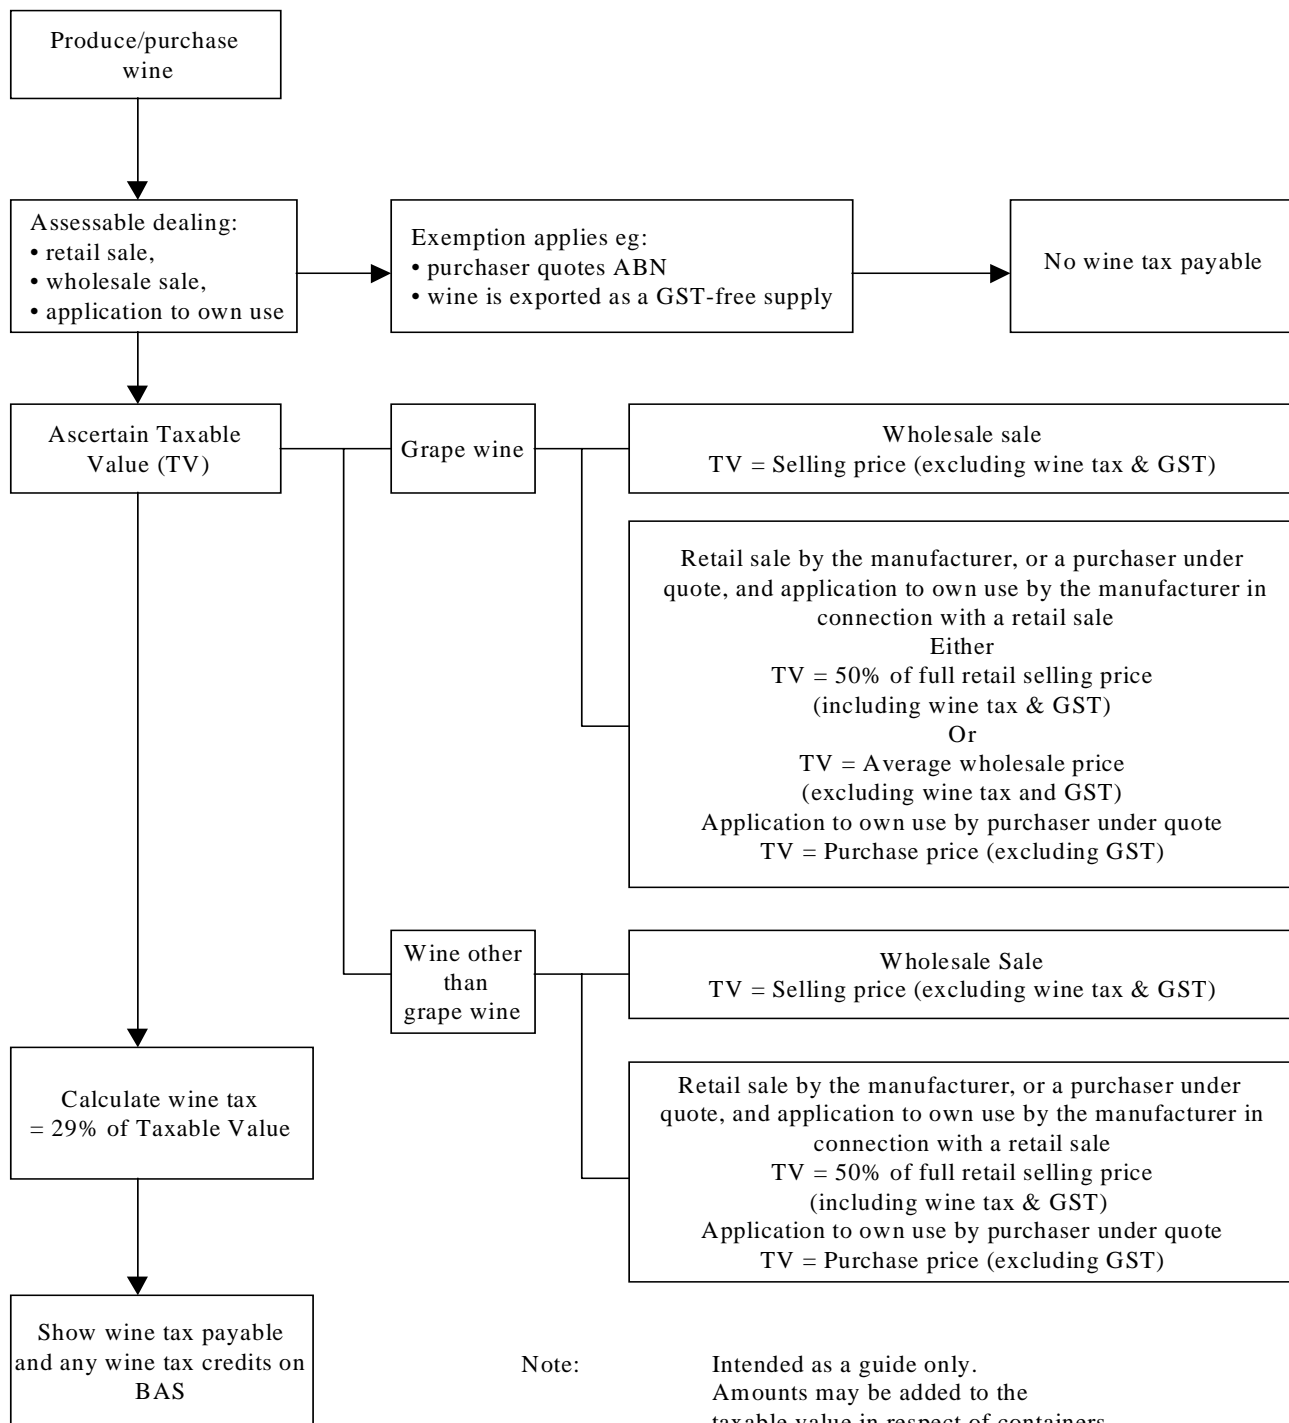 Produce/purchase
wine
Assessable dealing:
• retail sale,
• wholesale sale,
• application to own use
Exemption applies eg:
• purchaser quotes ABN
• wine is exported as a GST-free supply
No wine tax payable
Ascertain Taxable
Value (TV)
Grape wine
Wholesale sale
TV = Selling price (excluding wine tax & GST)
Retail sale by the manufacturer, or a purchaser under
quote, and application to own use by the manufacturer in
connection with a retail sale
Either
TV = 50% of full retail selling price
(including wine tax & GST)
Or
TV = Average wholesale price
(excluding wine tax and GST)
Application to own use by purchaser under quote
TV = Purchase price (excluding GST)
Wine other
than
grape wine
Wholesale Sale
TV = Selling price (excluding wine tax & GST)
Retail sale by the manufacturer, or a purchaser under
quote, and application to own use by the manufacturer in
connection with a retail sale
TV = 50% of full retail selling price
(including wine tax & GST)
Application to own use by purchaser under quote
TV = Purchase price (excluding GST)
Calculate wine tax
= 29% of Taxable Value
Show wine tax payable
and any wine tax credits on
BAS
Note:
Intended as a guide only.
Amounts may be added to the
taxable value in respect of containers